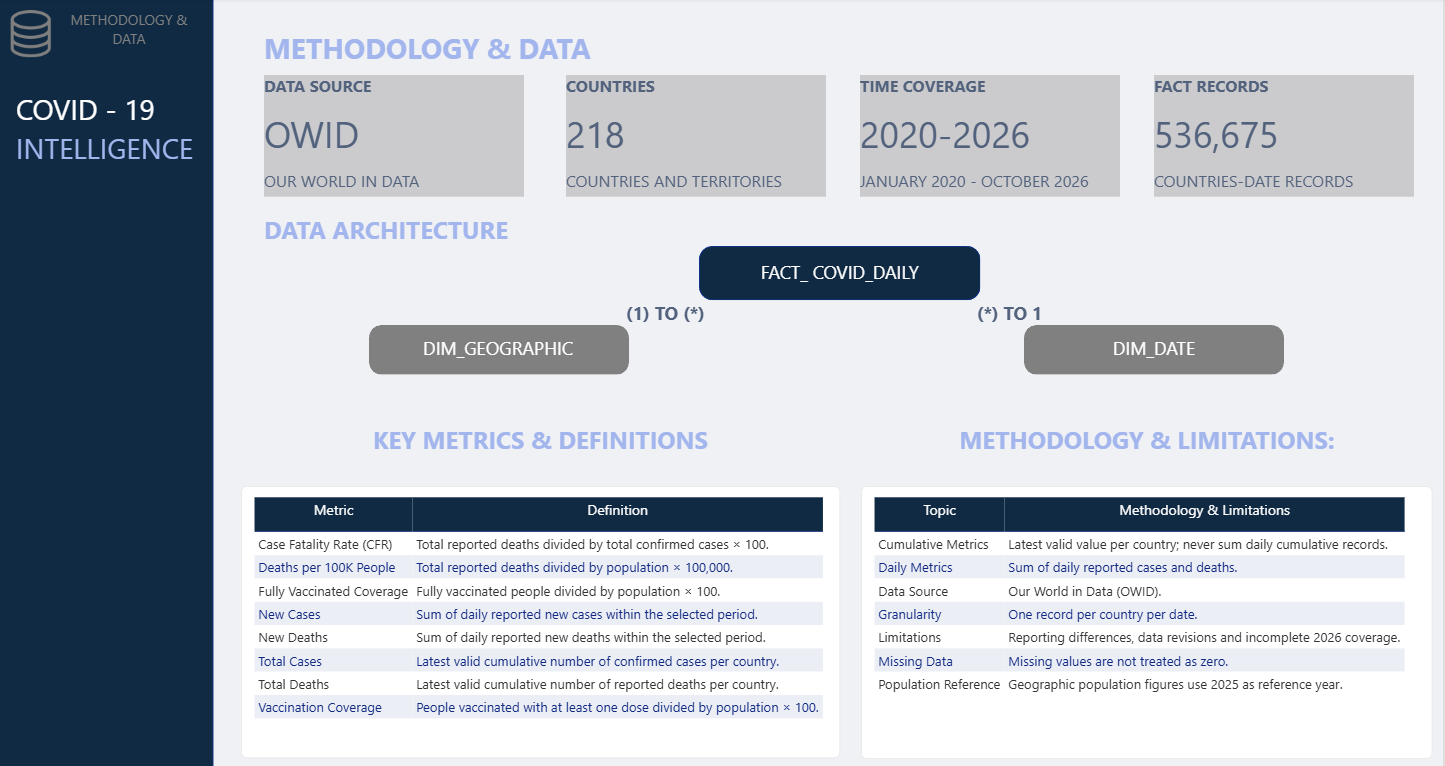 METHODOLOGY &
DATA
COVID - 19
INTELLIGENCE
METHODOLOGY & DATA
DATA SOURCE
OWID
OUR WORLD IN DATA
COUNTRIES
218
COUNTRIES AND TERRITORIES
TIME COVERAGE
2020-2026
JANUARY 2020 - OCTOBER 2026
FACT RECORDS
536,675
COUNTRIES-DATE RECORDS
DATA ARCHITECTURE
FACT_ COVID_DAILY
(1) TO (*)
(*) TO 1
DIM_GEOGRAPHIC
DIM_DATE
KEY METRICS & DEFINITIONS
Metric Definition
Case Fatality Rate (CFR) Total reported deaths divided by total confirmed cases × 100.
Deaths per 100K People Total reported deaths divided by population × 100,000.
Fully Vaccinated Coverage Fully vaccinated people divided by population × 100.
New Cases Sum of daily reported new cases within the selected period.
New Deaths Sum of daily reported new deaths within the selected period.
Total Cases Latest valid cumulative number of confirmed cases per country.
Total Deaths Latest valid cumulative number of reported deaths per country.
Vaccination Coverage People vaccinated with at least one dose divided by population × 100.
METHODOLOGY & LIMITATIONS:
Topic Methodology & Limitations
Cumulative Metrics Latest valid value per country; never sum daily cumulative records.
Daily Metrics Sum of daily reported cases and deaths.
Data Source Our World in Data (OWID).
Granularity One record per country per date.
Limitations Reporting differences, data revisions and incomplete 2026 coverage.
Missing Data Missing values are not treated as zero.
Population Reference Geographic population figures use 2025 as reference year.